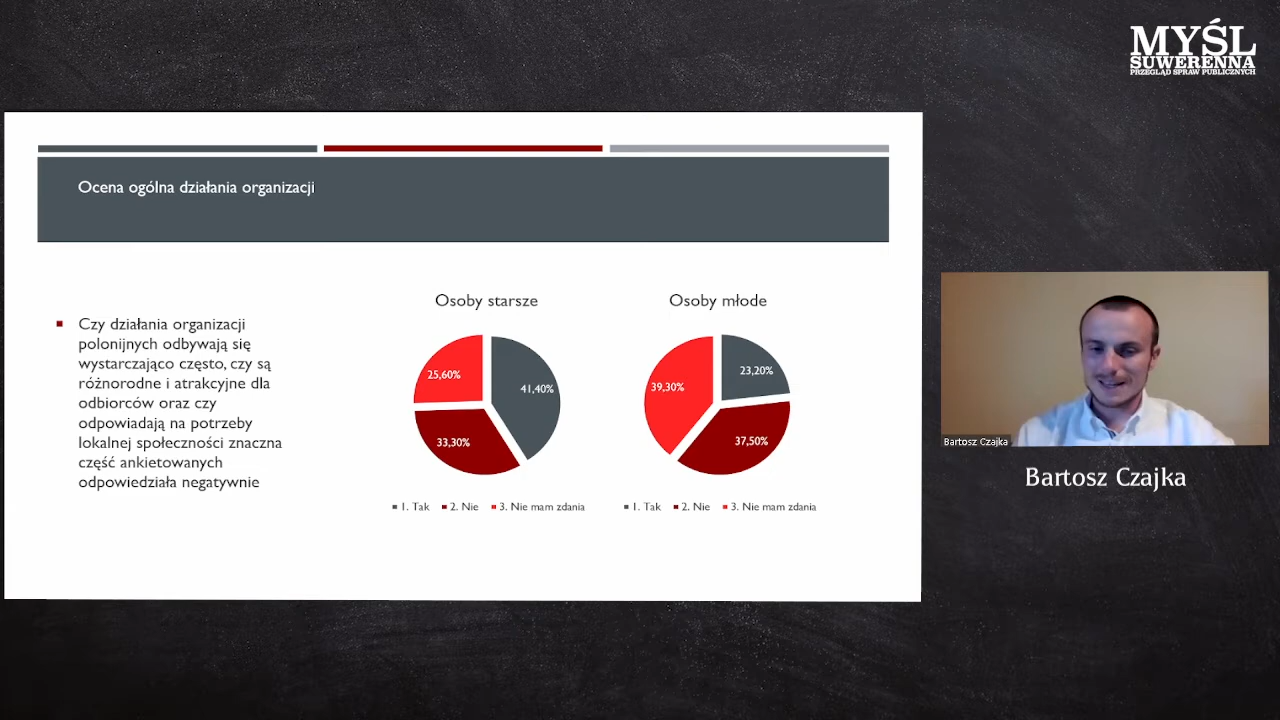 MYŚL
SUWERENNA
PRZEGLĄD SPRAW PUBLICZNYCH
Ocena ogólna działania organizacji
Czy działania organizacji
polonijnych odbywają się
wystarczająco często, czy są
różnorodne i atrakcyjne dla
odbiorców oraz czy
odpowiadają na potrzeby
lokalnej społeczności znaczna
część ankietowanych
odpowiedziała negatywnie
Osoby starsze
25,60%
41,40%
33,30%
1. Tak 2. Nie 3. Nie mam zdania
Osoby młode
23,20%
39,30%
37,50%
1. Tak 2. Nie 3. Nie mam zdania
Bartosz Czajka
Bartosz Czajka